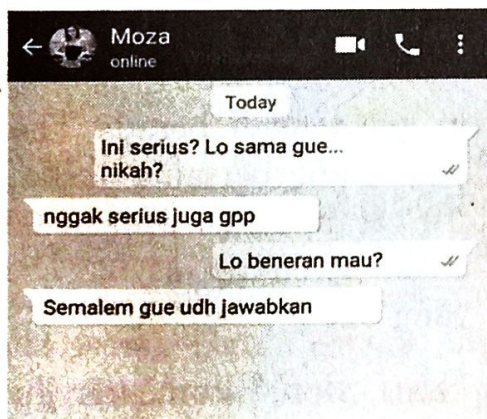 Moza
online
Today
Ini serius? Lo sama gue...
nikah?
nggak serius juga gpp
Lo beneran mau?
Semalem gue udh jawabkan